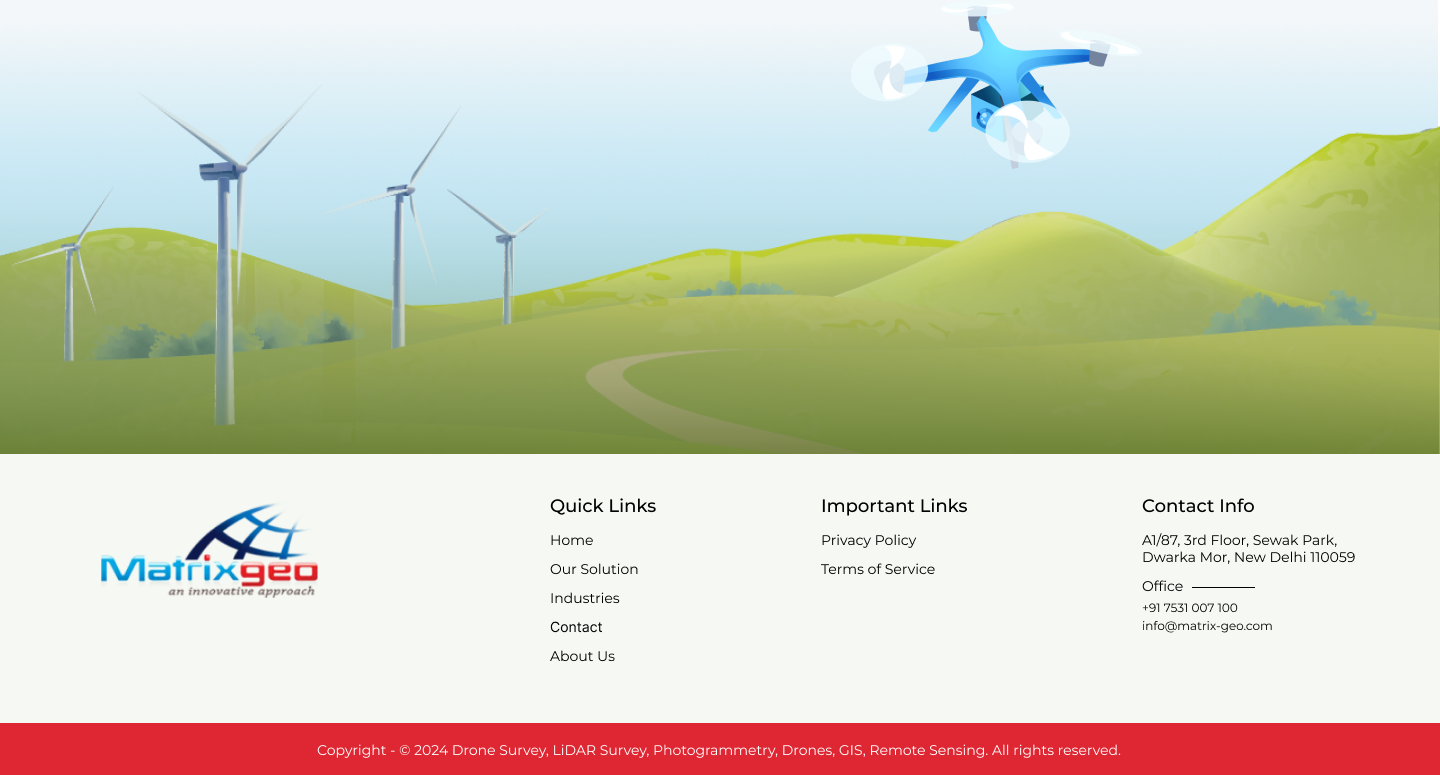 Matrixgeo
an innovative approach
Quick Links
Home
Our Solution
Industries
Contact
About Us
Important Links
Privacy Policy
Terms of Service
Contact Info
A1/87, 3rd Floor, Sewak Park,
Dwarka Mor, New Delhi 110059
Office
+91 7531 007 100
info@matrix-geo.com
Copyright - © 2024 Drone Survey, LiDAR Survey, Photogrammetry, Drones, GIS, Remote Sensing. All rights reserved.